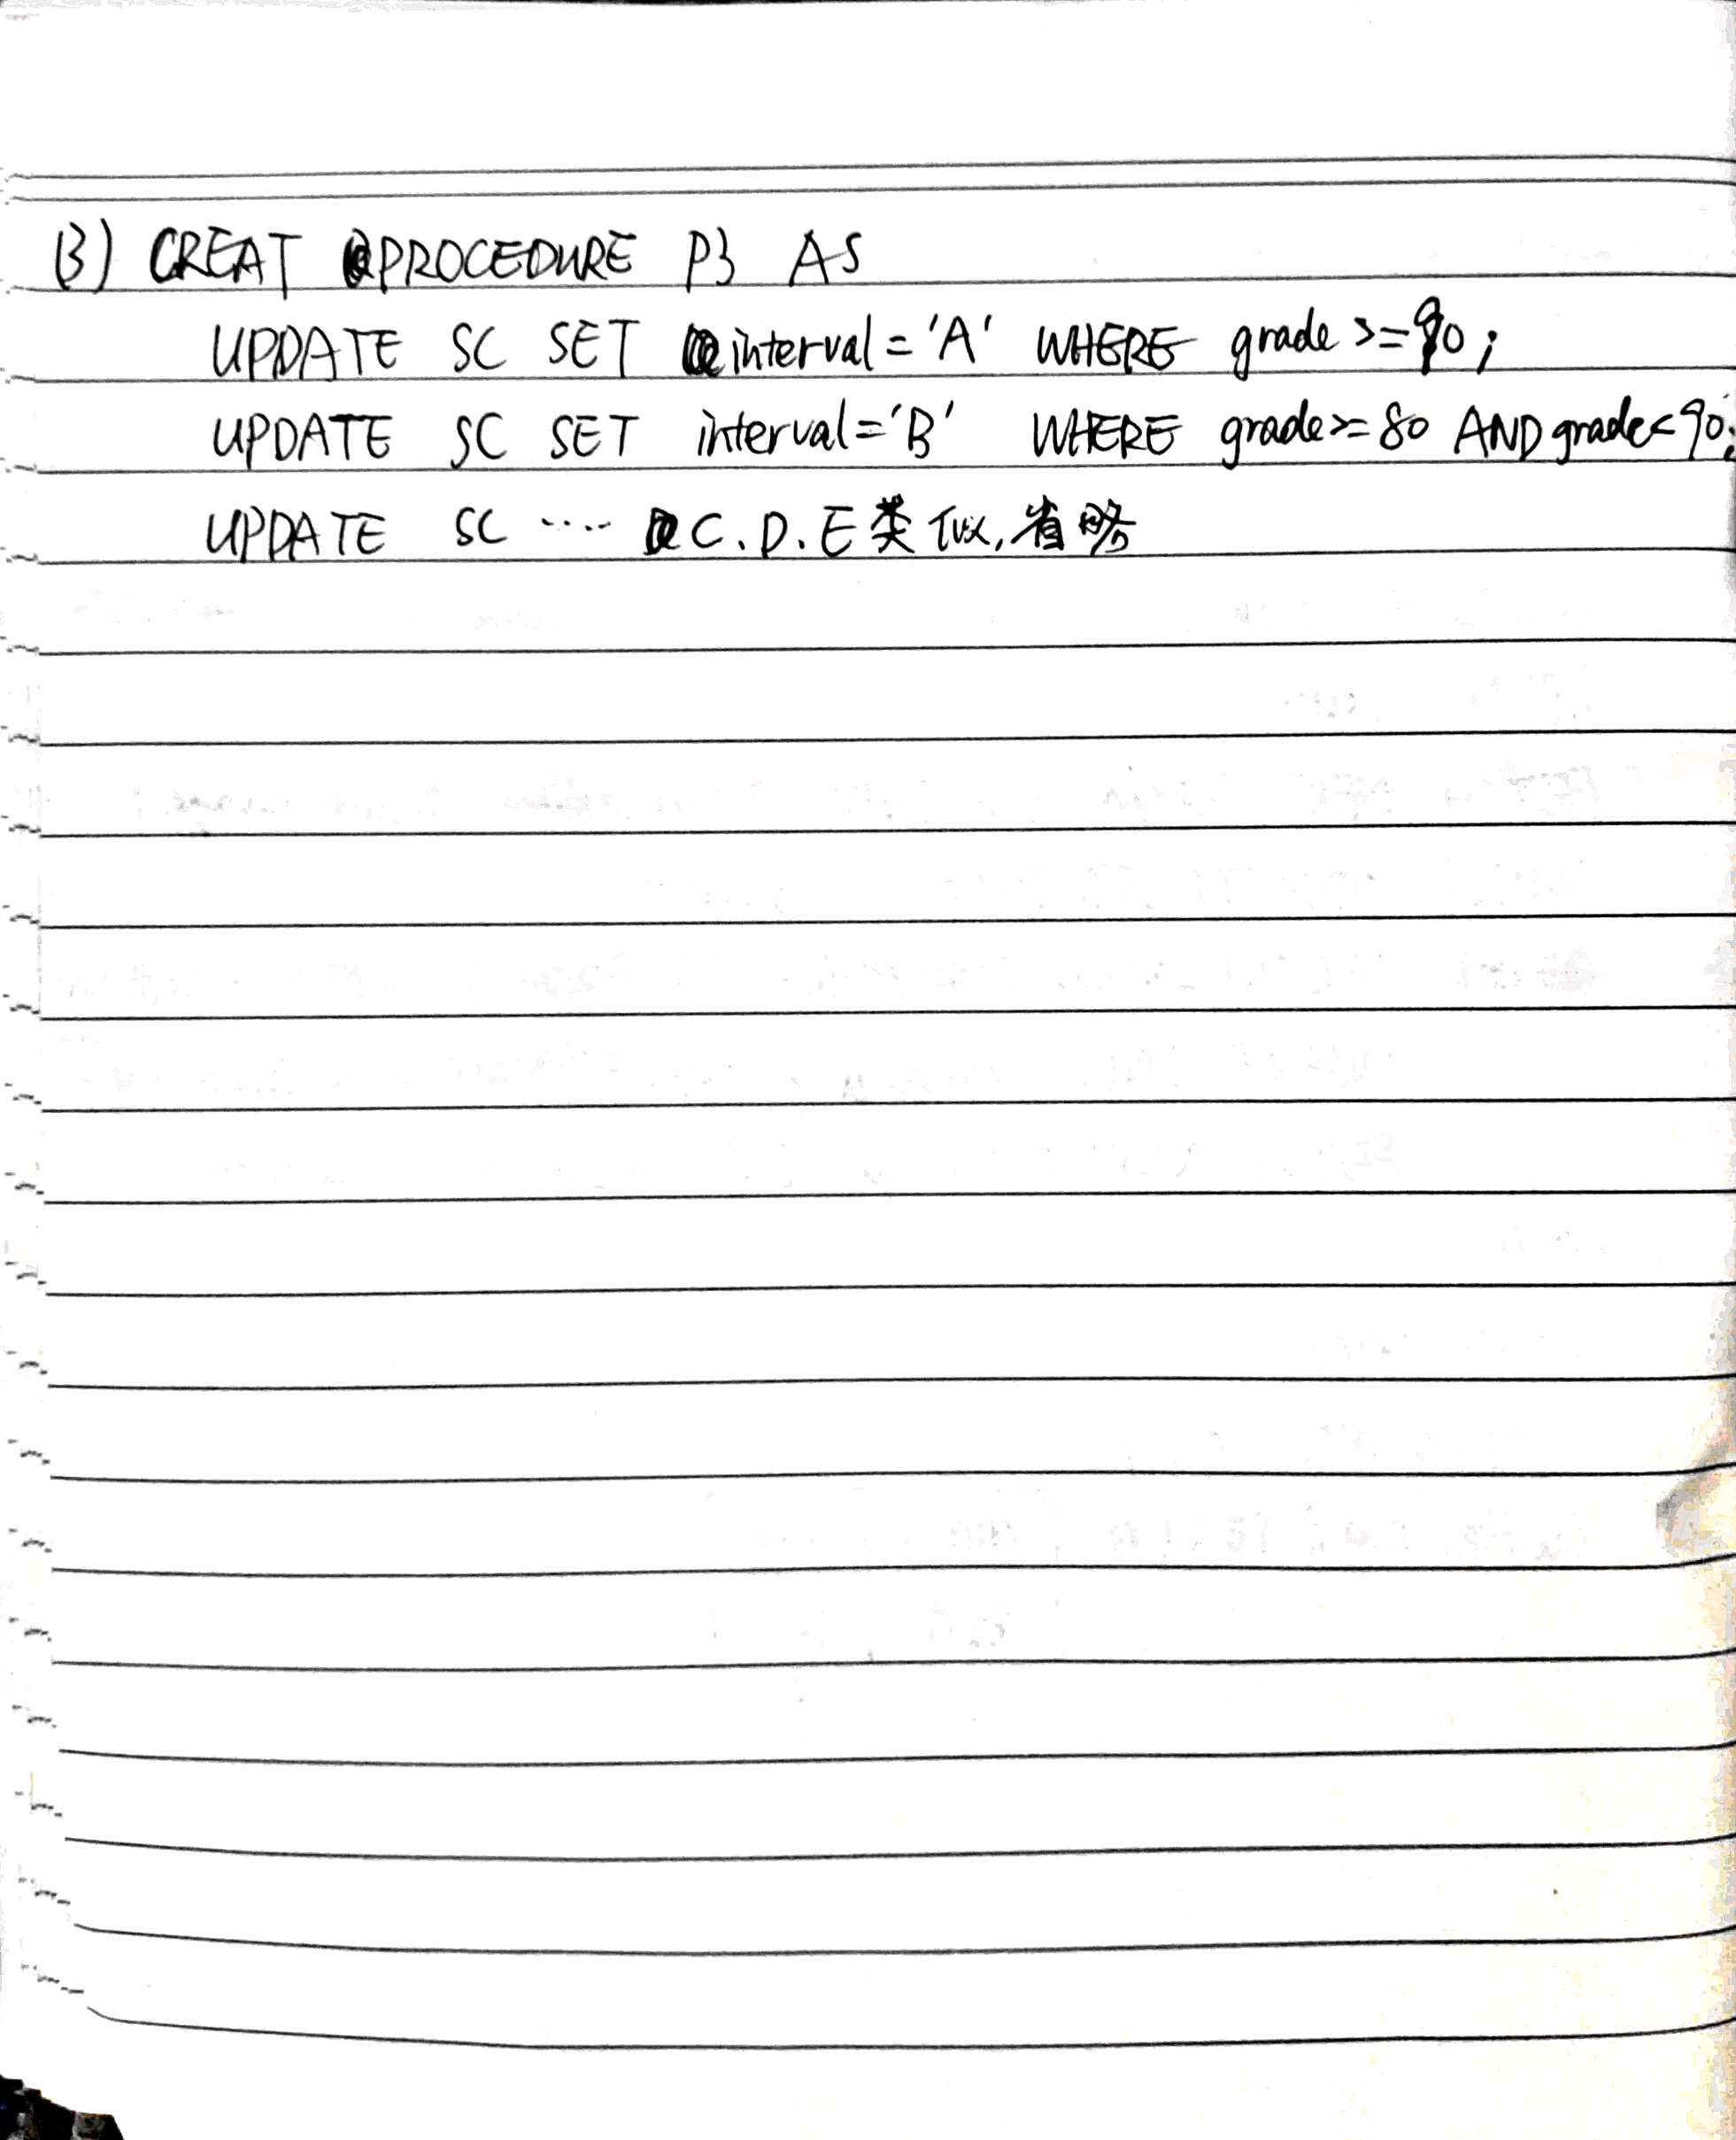 (3) CREAT PROCEDURE P3 AS
UPDATE SC SET interval='A' WHERE grade>=90;
UPDATE SC SET interval='B' WHERE grade>=80 AND grade<90;
UPDATE SC ···· C.D.E类似,省略